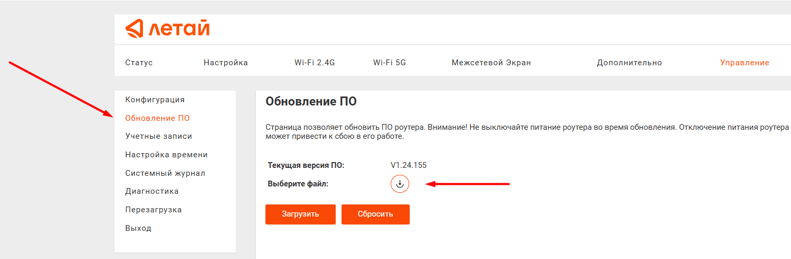 летай
Статус Настройка Wi-Fi 2.4G Wi-Fi 5G Межсетевой Экран Дополнительно Управление
Конфигурация
Обновление ПО
Учетные записи
Настройка времени
Системный журнал
Диагностика
Перезагрузка
Выход
Обновление ПО
Страница позволяет обновить ПО роутера. Внимание! Не выключайте питание роутера во время обновления. Отключение питания роутера
может привести к сбою в его работе.
Текущая версия ПО: V1.24.155
Выберите файл:
Загрузить Сбросить